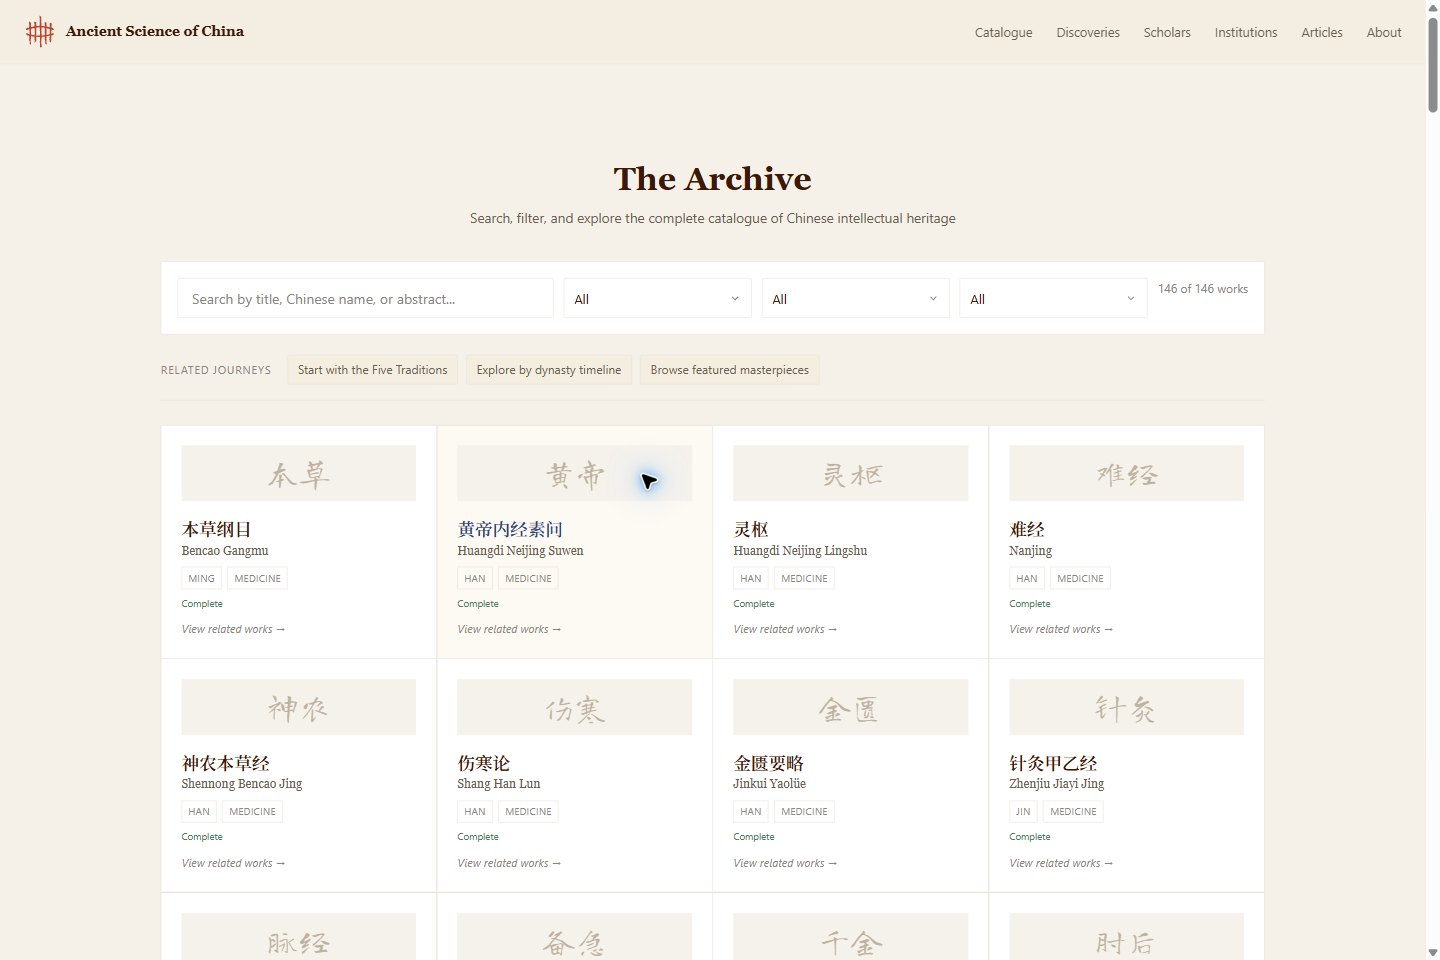 Ancient Science of China
Catalogue Discoveries Scholars Institutions Articles About
The Archive
Search, filter, and explore the complete catalogue of Chinese intellectual heritage
Search by title, Chinese name, or abstract... All All All 146 of 146 works
RELATED JOURNEYS Start with the Five Traditions Explore by dynasty timeline Browse featured masterpieces
本草 黄帝 灵枢 难经
本草纲目 黄帝内经素问 灵枢 难经
Bencao Gangmu Huangdi Neijing Suwen Huangdi Neijing Lingshu Nanjing
MING MEDICINE HAN MEDICINE HAN MEDICINE HAN MEDICINE
Complete Complete Complete Complete
View related works → View related works → View related works → View related works →
神农 伤寒 金匮 针灸
神农本草经 伤寒论 金匮要略 针灸甲乙经
Shennong Bencao Jing Shang Han Lun Jinkui Yaolüe Zhenjiu Jiayi Jing
HAN MEDICINE HAN MEDICINE HAN MEDICINE JIN MEDICINE
Complete Complete Complete Complete
View related works → View related works → View related works → View related works →
脉经 备急 千金 肘后